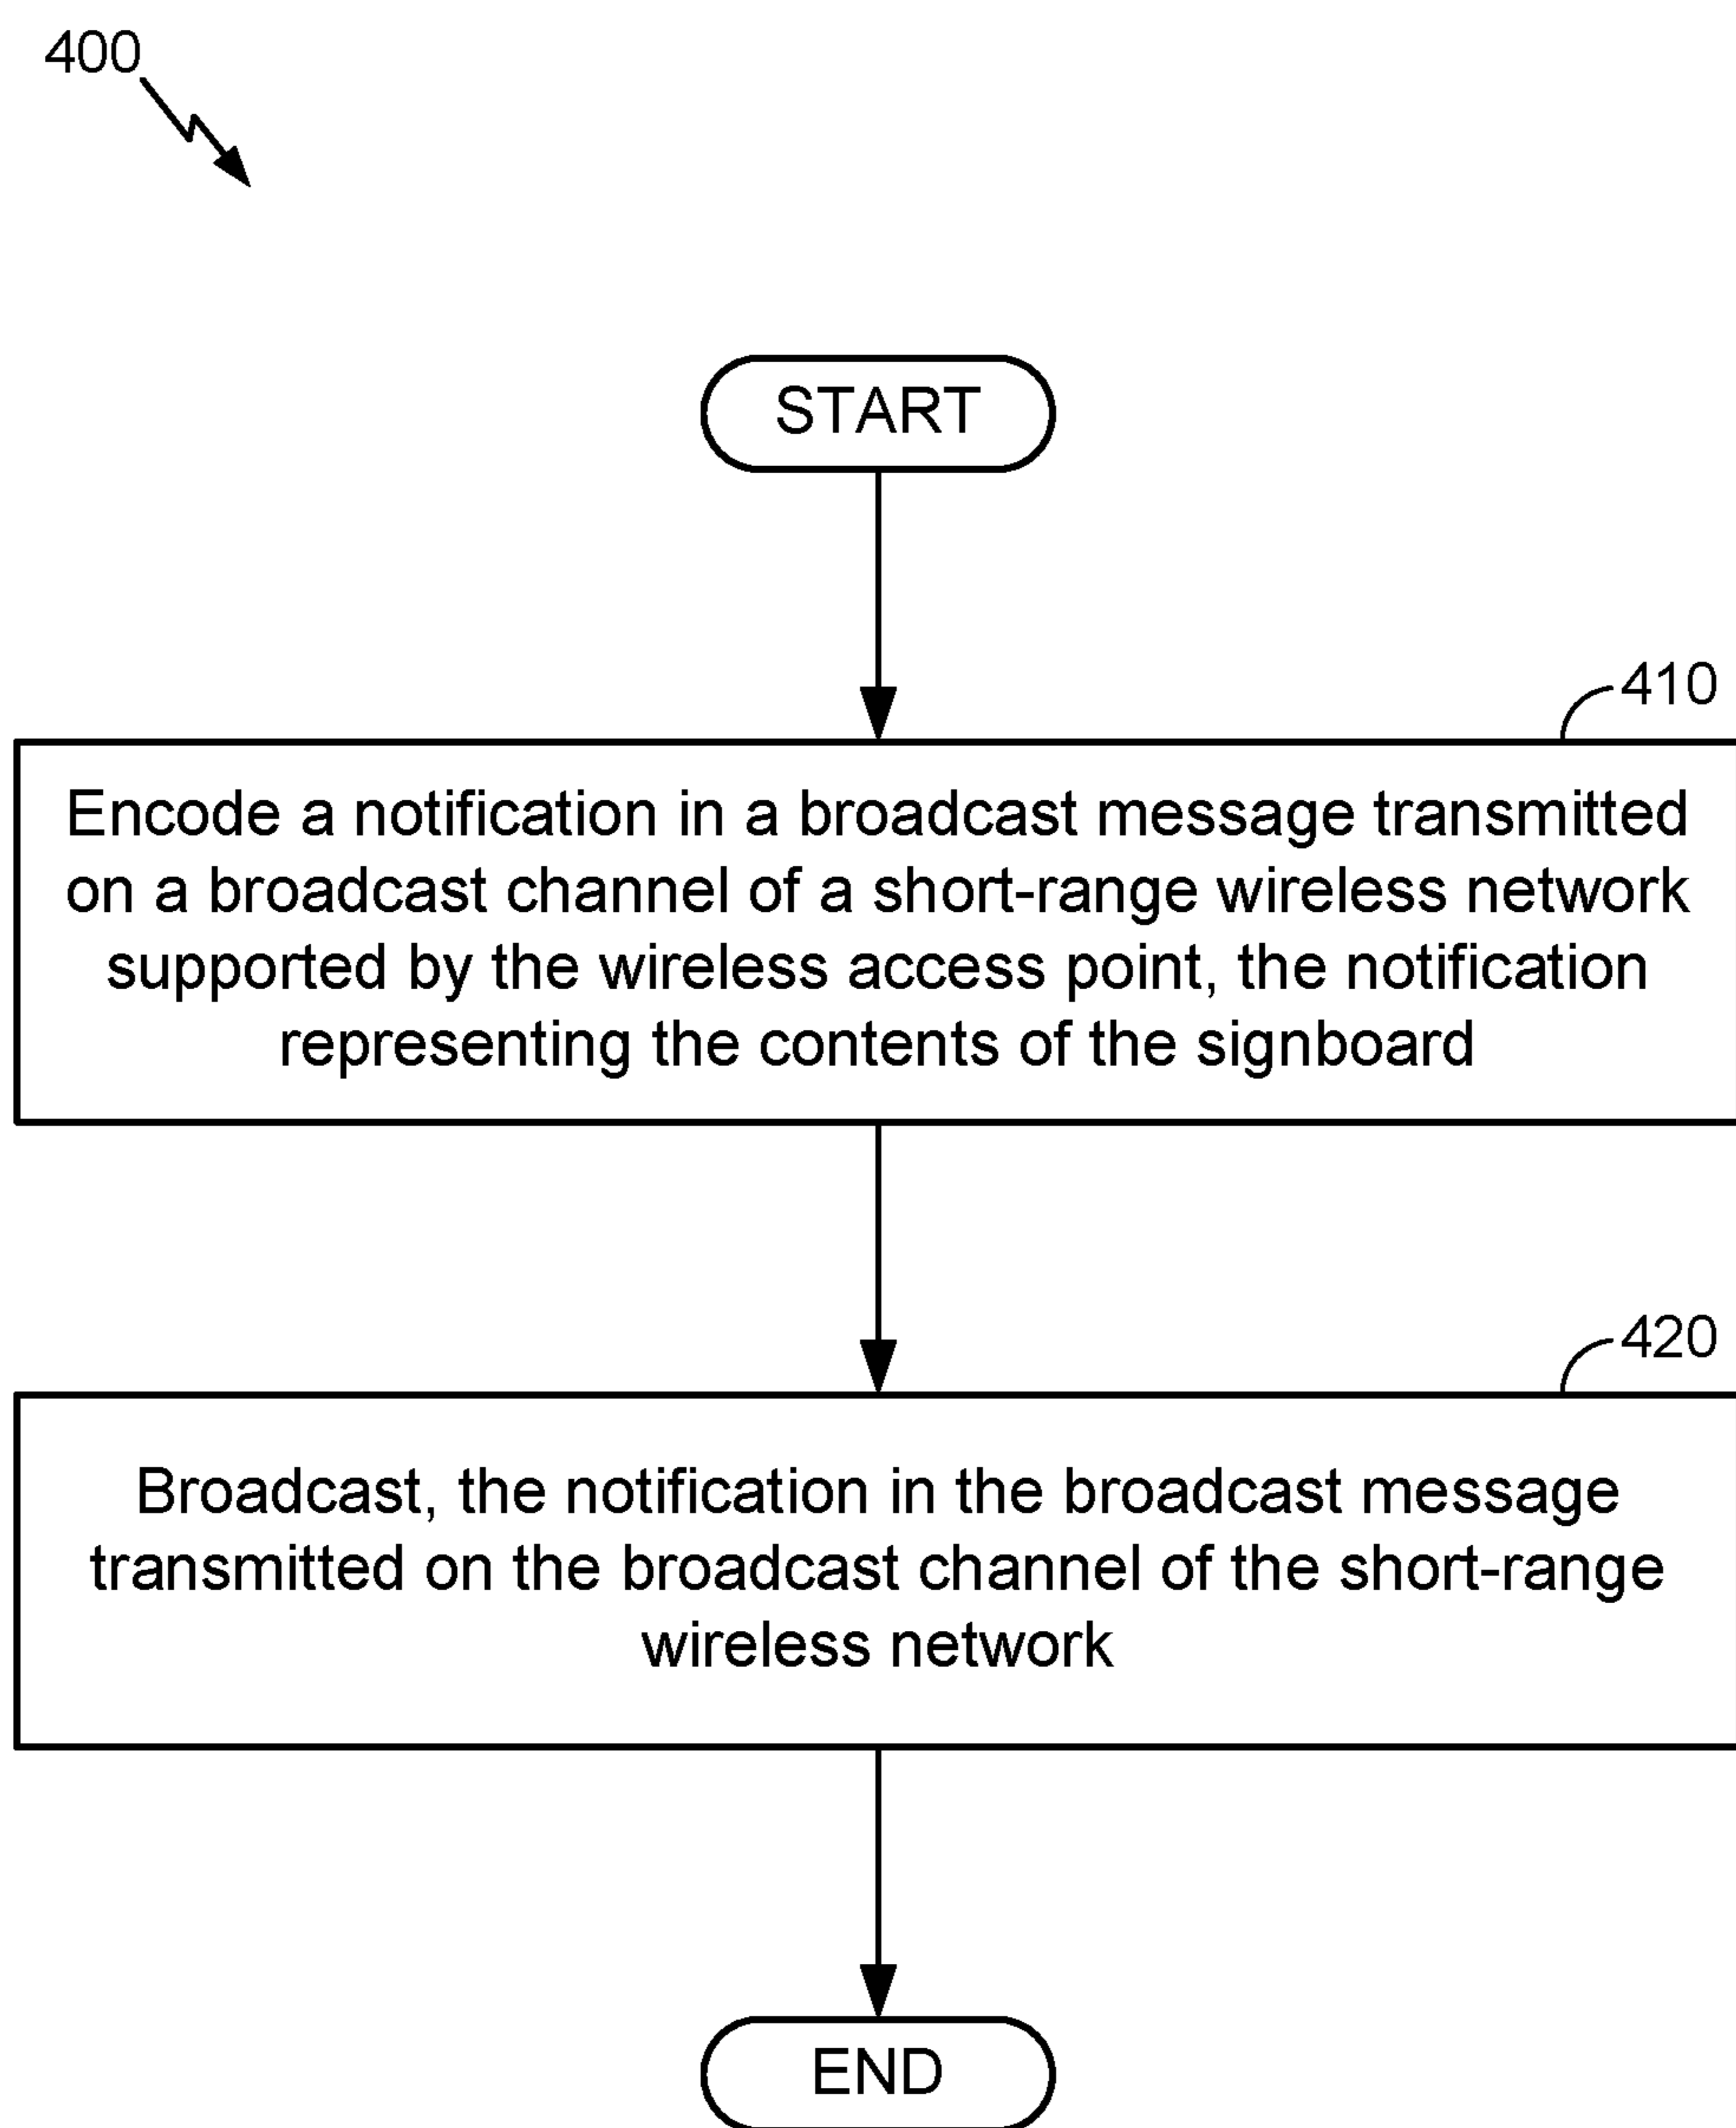 400
START
410
Encode a notification in a broadcast message transmitted
on a broadcast channel of a short-range wireless network
supported by the wireless access point, the notification
representing the contents of the signboard
420
Broadcast, the notification in the broadcast message
transmitted on the broadcast channel of the short-range
wireless network
END